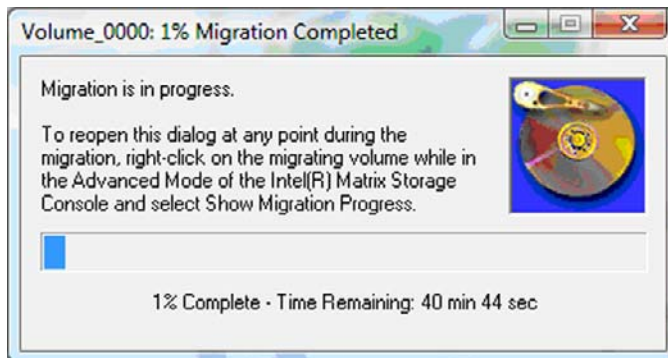 Volume_0000: 1% Migration Completed
Migration is in progress.
To reopen this dialog at any point during the
migration, right-click on the migrating volume while in
the Advanced Mode of the Intel(R) Matrix Storage
Console and select Show Migration Progress.
1% Complete - Time Remaining: 40 min 44 sec